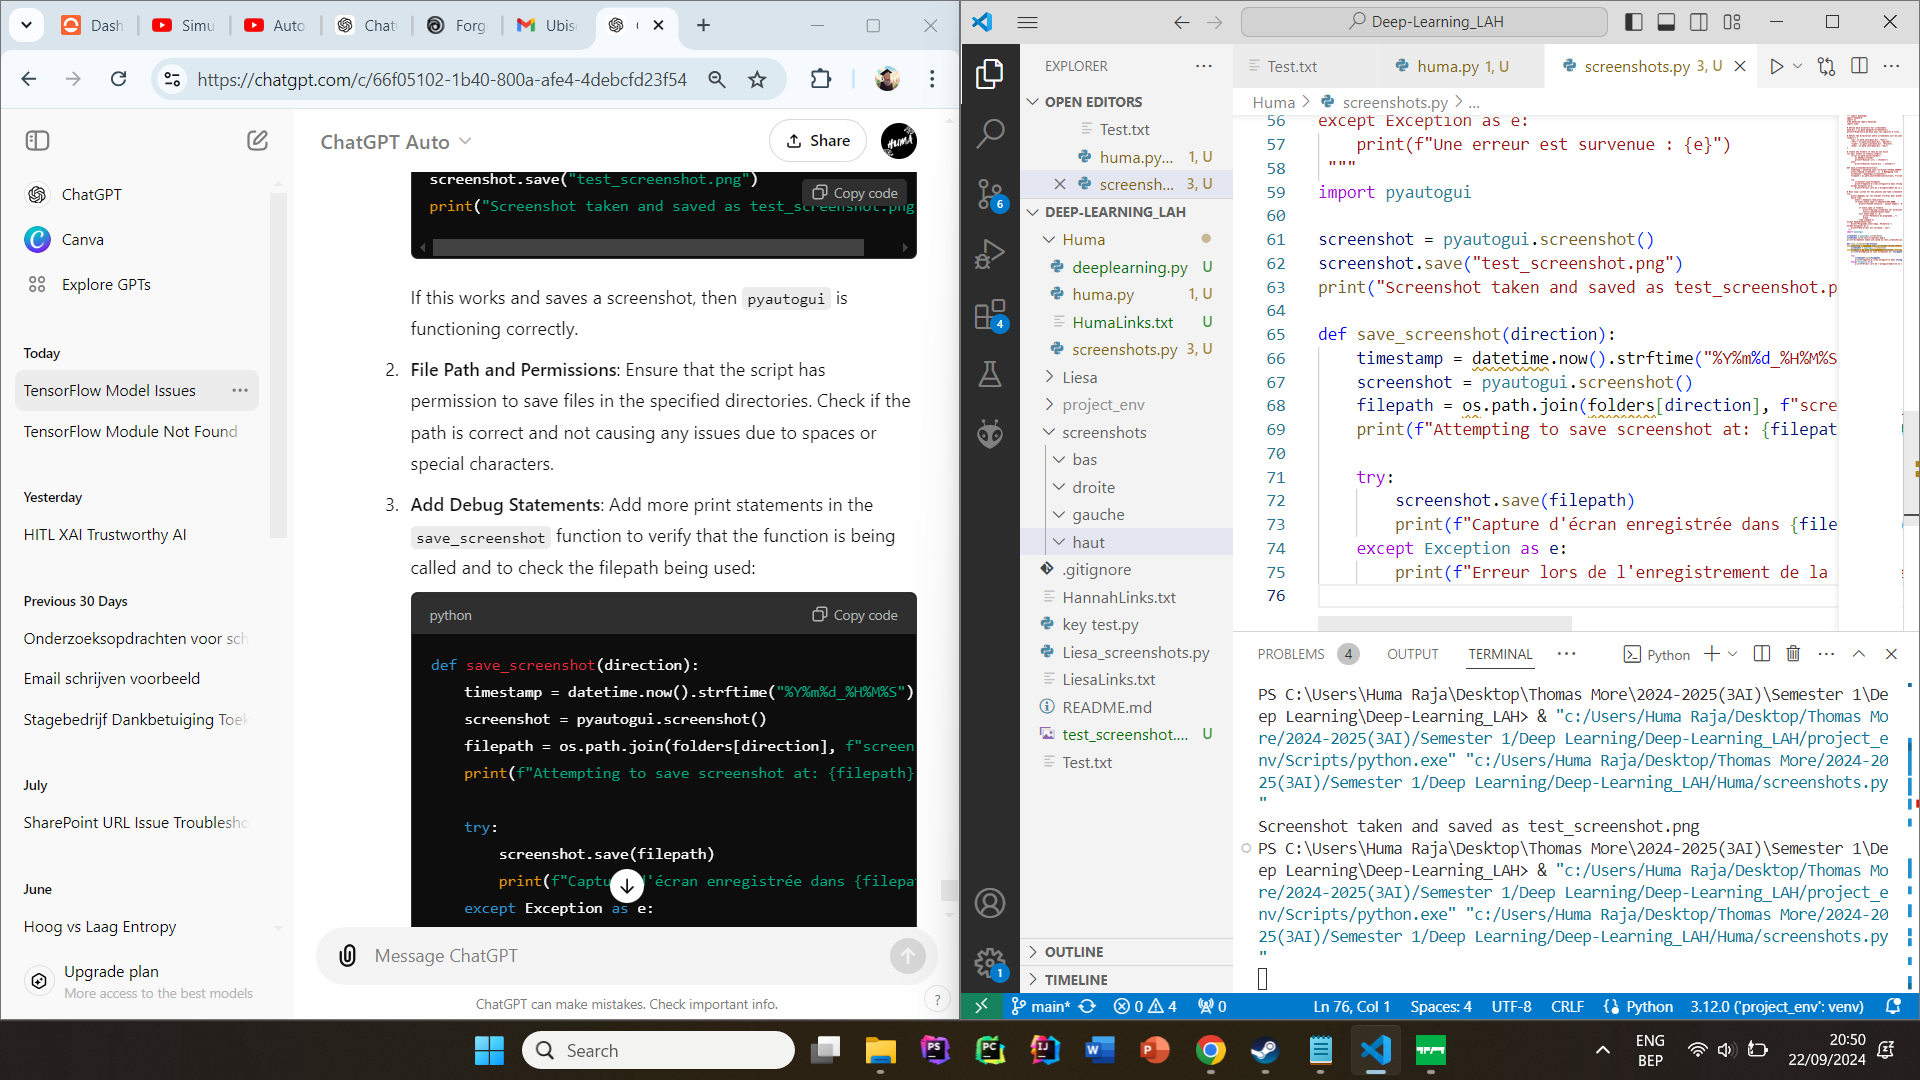 Dash
Simu
Auto
Chat
Forg
Ubis
https://chatgpt.com/c/66f05102-1b40-800a-afe4-4debcfd23f54
ChatGPT
Canva
Explore GPTs
Today
TensorFlow Model Issues
TensorFlow Module Not Found
Yesterday
HITL XAI Trustworthy AI
Previous 30 Days
Onderzoeksopdrachten voor sch
Email schrijven voorbeeld
Stagebedrijf Dankbetuiging Toek
July
SharePoint URL Issue Troublesho
June
Hoog vs Laag Entropy
Upgrade plan
More access to the best models
ChatGPT Auto
Share
HUMA
screenshot.save("test_screenshot.png")
Copy code
print("Screenshot taken and saved as test_screenshot.png
If this works and saves a screenshot, then pyautogui is
functioning correctly.
2. File Path and Permissions: Ensure that the script has
permission to save files in the specified directories. Check if the
path is correct and not causing any issues due to spaces or
special characters.
3. Add Debug Statements: Add more print statements in the
save_screenshot function to verify that the function is being
called and to check the filepath being used:
python
Copy code
def save_screenshot(direction):
timestamp = datetime.now().strftime("%Y%m%d_%H%M%S")
screenshot = pyautogui.screenshot()
filepath = os.path.join(folders[direction], f"screen
print(f"Attempting to save screenshot at: {filepath}
try:
screenshot.save(filepath)
print(f"Captu d'écran enregistrée dans {filepa
except Exception as e:
Message ChatGPT
ChatGPT can make mistakes. Check important info.
?
Deep-Learning_LAH
EXPLORER
OPEN EDITORS
Test.txt
huma.py... 1, U
screensh... 3, U
DEEP-LEARNING_LAH
Huma
deeplearning.py U
huma.py 1, U
HumaLinks.txt U
screenshots.py 3, U
Liesa
project_env
screenshots
bas
droite
gauche
haut
.gitignore
HannahLinks.txt
key test.py
Liesa_screenshots.py
LiesaLinks.txt
README.md
test_screenshot.... U
Test.txt
OUTLINE
TIMELINE
6
4
1
Test.txt
huma.py 1, U
screenshots.py 3, U
Huma > screenshots.py > ...
56 except Exception as e:
57 print(f"Une erreur est survenue : {e}")
58 """
59 import pyautogui
60
61 screenshot = pyautogui.screenshot()
62 screenshot.save("test_screenshot.png")
63 print("Screenshot taken and saved as test_screenshot.p
64
65 def save_screenshot(direction):
66 timestamp = datetime.now().strftime("%Y%m%d_%H%M%S
67 screenshot = pyautogui.screenshot()
68 filepath = os.path.join(folders[direction], f"scre
69 print(f"Attempting to save screenshot at: {filepat
70
71 try:
72 screenshot.save(filepath)
73 print(f"Capture d'écran enregistrée dans {file
74 except Exception as e:
75 print(f"Erreur lors de l'enregistrement de la
76
PROBLEMS 4
OUTPUT
TERMINAL
Python
PS C:\Users\Huma Raja\Desktop\Thomas More\2024-2025(3AI)\Semester 1\De
ep Learning\Deep-Learning_LAH> & "c:/Users/Huma Raja/Desktop/Thomas Mo
re/2024-2025(3AI)/Semester 1/Deep Learning/Deep-Learning_LAH/project_e
nv/Scripts/python.exe" "c:/Users/Huma Raja/Desktop/Thomas More/2024-20
25(3AI)/Semester 1/Deep Learning/Deep-Learning_LAH/Huma/screenshots.py
"
Screenshot taken and saved as test_screenshot.png
PS C:\Users\Huma Raja\Desktop\Thomas More\2024-2025(3AI)\Semester 1\De
ep Learning\Deep-Learning_LAH> & "c:/Users/Huma Raja/Desktop/Thomas Mo
re/2024-2025(3AI)/Semester 1/Deep Learning/Deep-Learning_LAH/project_e
nv/Scripts/python.exe" "c:/Users/Huma Raja/Desktop/Thomas More/2024-20
25(3AI)/Semester 1/Deep Learning/Deep-Learning_LAH/Huma/screenshots.py
"
main* 0 4 0
Ln 76, Col 1 Spaces: 4 UTF-8 CRLF Python 3.12.0 ('project_env': venv)
Search
ENG
BEP
20:50
22/09/2024